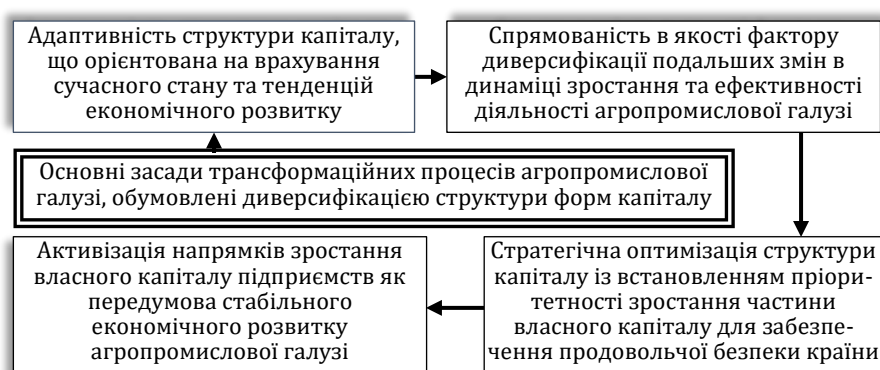 Адаптивність структури капіталу,
що орієнтована на врахування
сучасного стану та тенденцій
економічного розвитку
Спрямованість в якості фактору
диверсифікації подальших змін в
динаміці зростання та ефективності
діяльності агропромислової галузі
Основні засади трансформаційних процесів агропромислової
галузі, обумовлені диверсифікацією структури форм капіталу
Активізація напрямків зростання
власного капіталу підприємств як
передумова стабільного
економічного розвитку
агропромислової галузі
Стратегічна оптимізація структури
капіталу із встановленням пріори-
тетності зростання частини
власного капіталу для забезпе-
чення продовольчої безпеки країни